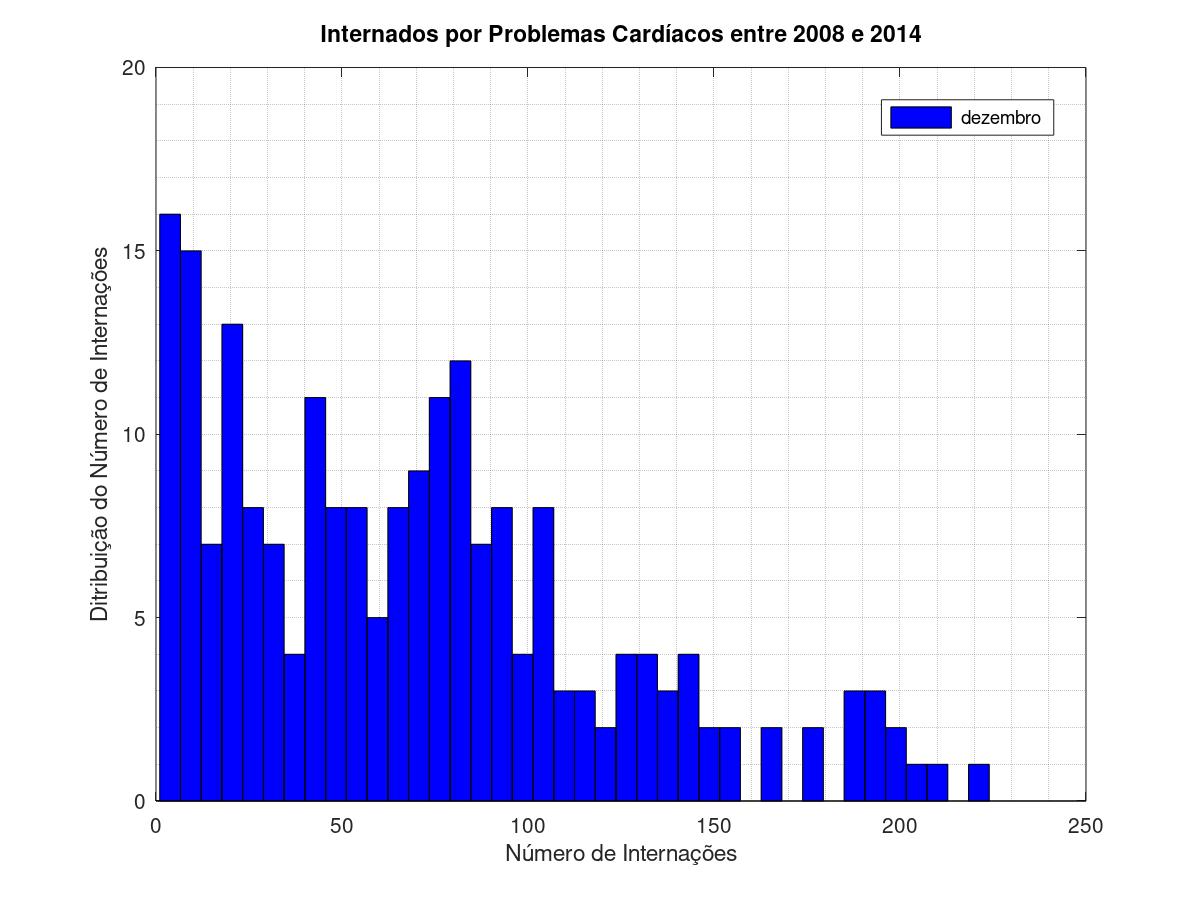 Internados por Problemas Cardíacos entre 2008 e 2014
dezembro
20
15
10
5
0
Ditribuição do Número de Internações
0 50 100 150 200 250
Número de Internações